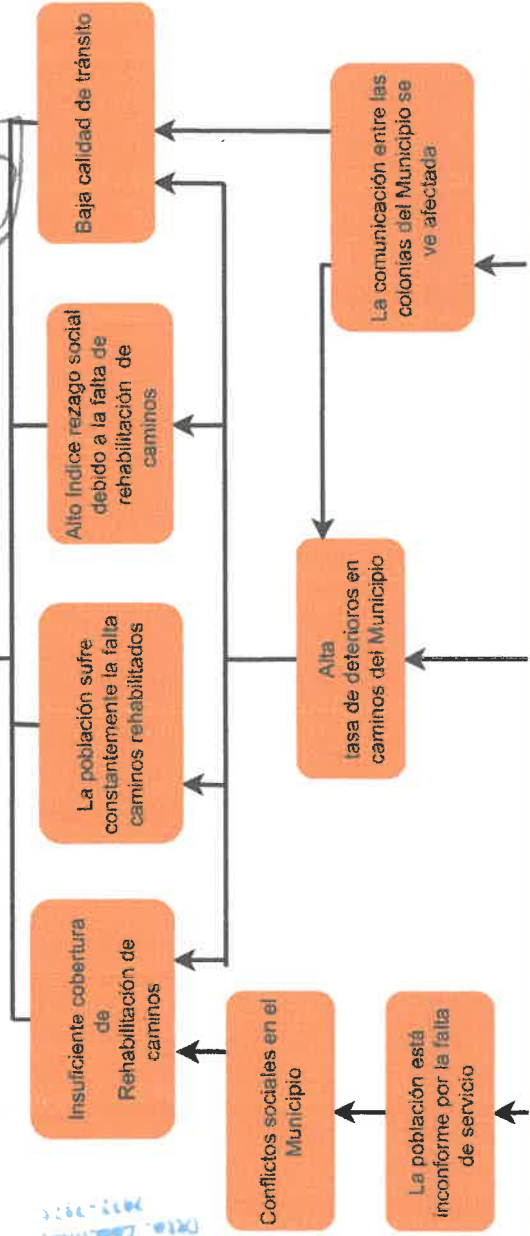 Baja calidad de tránsito
Alto Indice rezago social
debido a la falta de
rehabilitación de
caminos
La población sufre
constantemente la falta
caminos rehabilitados
Insuficiente cobertura
de
Rehabilitación de
caminos
La comunicación entre las
colonias del Municipio se
ve afectada
Alta
tasa de deterioros en
caminos del Municipio
Conflictos sociales en el
Municipio
La población está
inconforme por la falta
de servicio